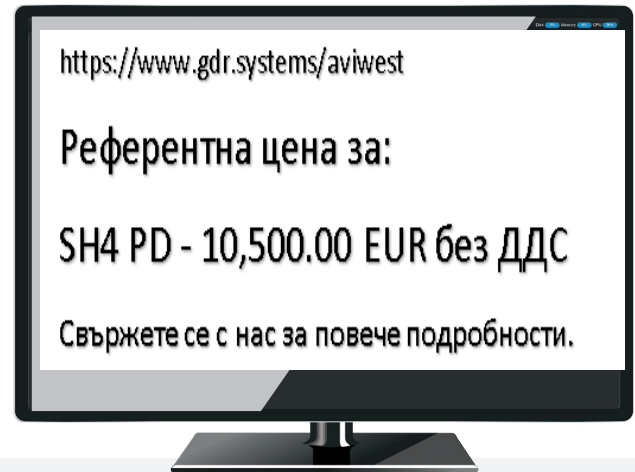 https://www.gdr.systems/aviwest
Референтна цена за:
SH4 PD - 10,500.00 EUR без ДДС
Свържете се с нас за повече подробности.